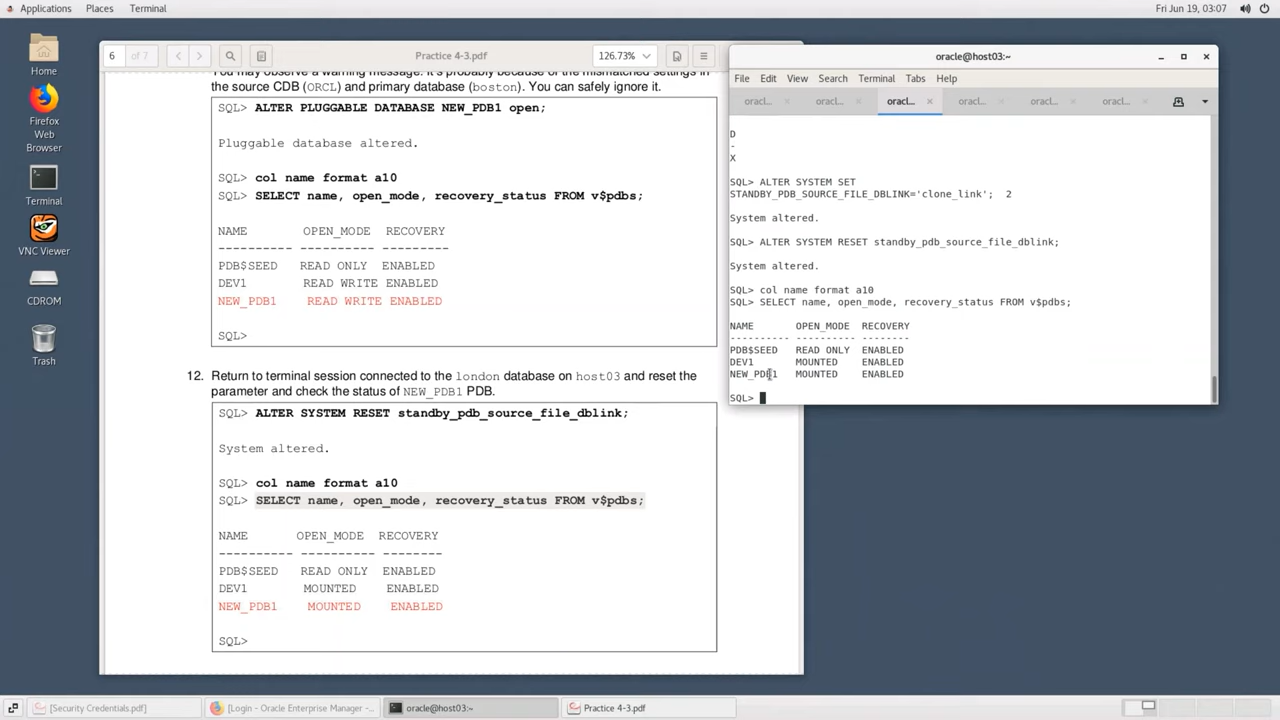 Applications Places Terminal Fri Jun 19, 03:07
Home
Firefox
Web
Browser
Terminal
VNC Viewer
CDROM
Trash
6 of 7 Practice 4-3.pdf 126.73%
You may observe a warning message. It's probably because of the mismatched settings in
the source CDB (ORCL) and primary database (boston). You can safely ignore it.
SQL> ALTER PLUGGABLE DATABASE NEW_PDB1 open;
Pluggable database altered.
SQL> col name format a10
SQL> SELECT name, open_mode, recovery_status FROM v$pdbs;
NAME OPEN_MODE RECOVERY
---------- ---------- --------
PDB$SEED READ ONLY ENABLED
DEV1 READ WRITE ENABLED
NEW_PDB1 READ WRITE ENABLED
SQL>
12. Return to terminal session connected to the london database on host03 and reset the
parameter and check the status of NEW_PDB1 PDB.
SQL> ALTER SYSTEM RESET standby_pdb_source_file_dblink;
System altered.
SQL> col name format a10
SQL> SELECT name, open_mode, recovery_status FROM v$pdbs;
NAME OPEN_MODE RECOVERY
---------- ---------- --------
PDB$SEED READ ONLY ENABLED
DEV1 MOUNTED ENABLED
NEW_PDB1 MOUNTED ENABLED
SQL>
oracle@host03:~
File Edit View Search Terminal Tabs Help
oracl... oracl... oracl... oracl... oracl... oracl...
D
-
X
SQL> ALTER SYSTEM SET
STANDBY_PDB_SOURCE_FILE_DBLINK='clone_link'; 2
System altered.
SQL> ALTER SYSTEM RESET standby_pdb_source_file_dblink;
System altered.
SQL> col name format a10
SQL> SELECT name, open_mode, recovery_status FROM v$pdbs;
NAME OPEN_MODE RECOVERY
---------- ---------- --------
PDB$SEED READ ONLY ENABLED
DEV1 MOUNTED ENABLED
NEW_PDB1 MOUNTED ENABLED
SQL>
[Security Credentials.pdf] [Login - Oracle Enterprise Manager -... oracle@host03:~ Practice 4-3.pdf